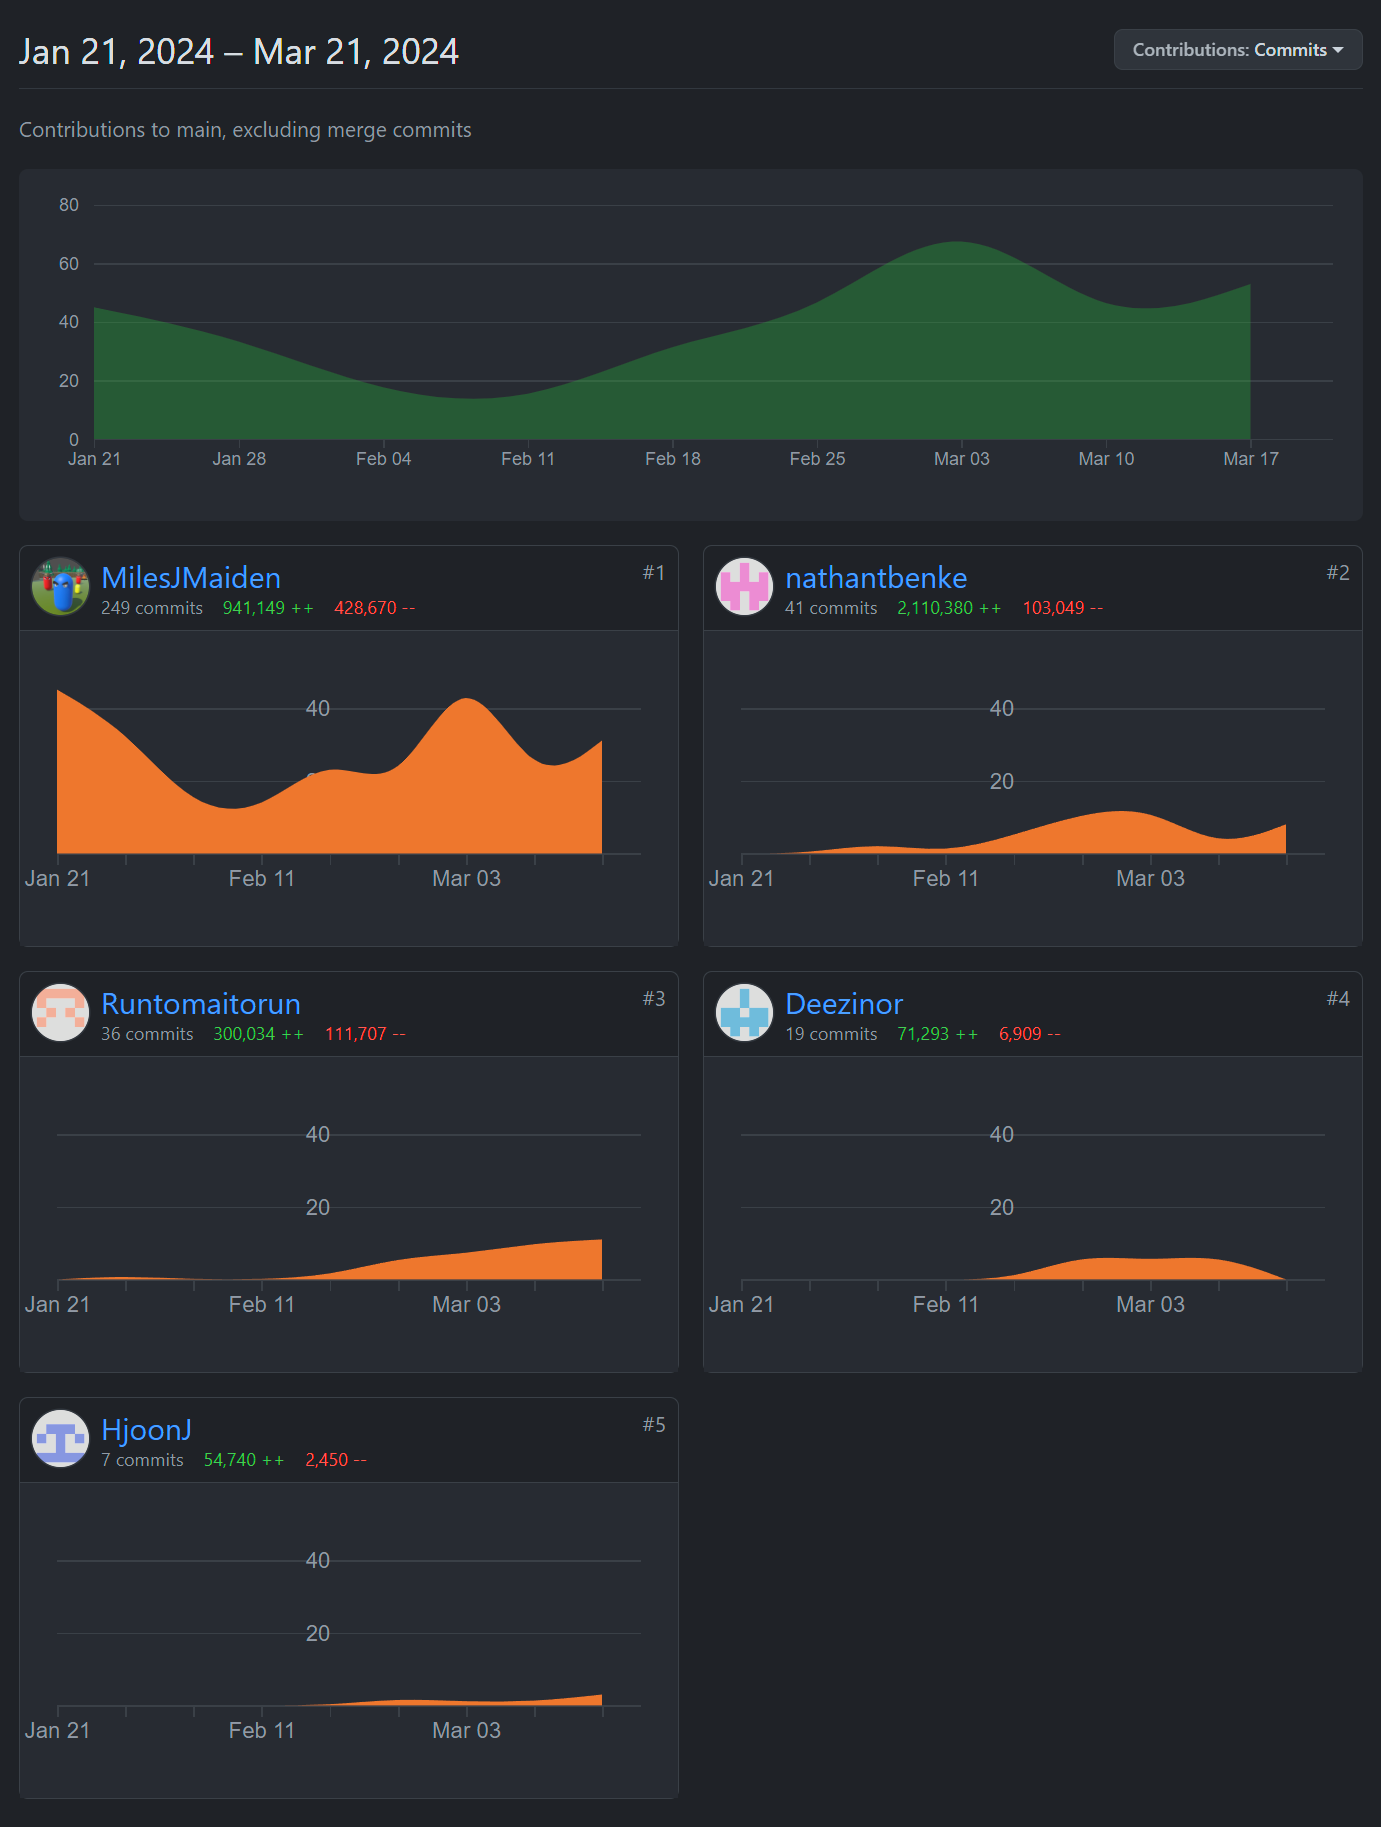 Jan 21, 2024 – Mar 21, 2024
Contributions: Commits
Contributions to main, excluding merge commits
80
60
40
20
0
Jan 21 Jan 28 Feb 04 Feb 11 Feb 18 Feb 25 Mar 03 Mar 10 Mar 17
MilesJMaiden
#1
249 commits 941,149 ++ 428,670 --
40
Jan 21 Feb 11 Mar 03
nathantbenke
#2
41 commits 2,110,380 ++ 103,049 --
40
20
Jan 21 Feb 11 Mar 03
Runtomaitorun
#3
36 commits 300,034 ++ 111,707 --
40
20
Jan 21 Feb 11 Mar 03
Deezinor
#4
19 commits 71,293 ++ 6,909 --
40
20
Jan 21 Feb 11 Mar 03
HjoonJ
#5
7 commits 54,740 ++ 2,450 --
40
20
Jan 21 Feb 11 Mar 03